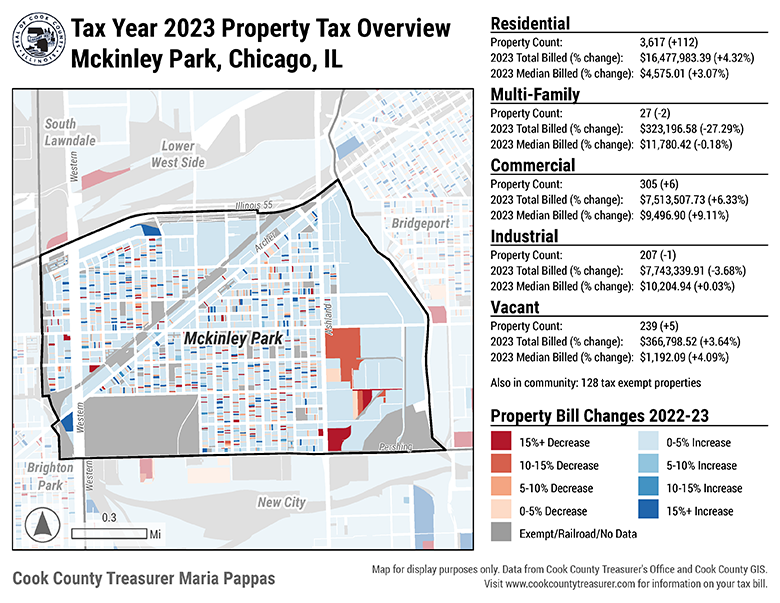 Tax Year 2023 Property Tax Overview
Mckinley Park, Chicago, IL
South
Lawndale
Western
Lower
West Side
Illinois 55
Archer
Bridgeport
Ashland
Mckinley Park
Western
Pershing
Brighton
Park
Western
New City
0.3
Mi
Residential
Property Count: 3,617 (+112)
2023 Total Billed (% change): $16,477,983.39 (+4.32%)
2023 Median Billed (% change): $4,575.01 (+3.07%)
Multi-Family
Property Count: 27 (-2)
2023 Total Billed (% change): $323,196.58 (-27.29%)
2023 Median Billed (% change): $11,780.42 (-0.18%)
Commercial
Property Count: 305 (+6)
2023 Total Billed (% change): $7,513,507.73 (+6.33%)
2023 Median Billed (% change): $9,496.90 (+9.11%)
Industrial
Property Count: 207 (-1)
2023 Total Billed (% change): $7,743,339.91 (-3.68%)
2023 Median Billed (% change): $10,204.94 (+0.03%)
Vacant
Property Count: 239 (+5)
2023 Total Billed (% change): $366,798.52 (+3.64%)
2023 Median Billed (% change): $1,192.09 (+4.09%)
Also in community: 128 tax exempt properties
Property Bill Changes 2022-23
15%+ Decrease 0-5% Increase
10-15% Decrease 5-10% Increase
5-10% Decrease 10-15% Increase
0-5% Decrease 15%+ Increase
Exempt/Railroad/No Data
Cook County Treasurer Maria Pappas
Map for display purposes only. Data from Cook County Treasurer's Office and Cook County GIS.
Visit www.cookcountytreasurer.com for information on your tax bill.